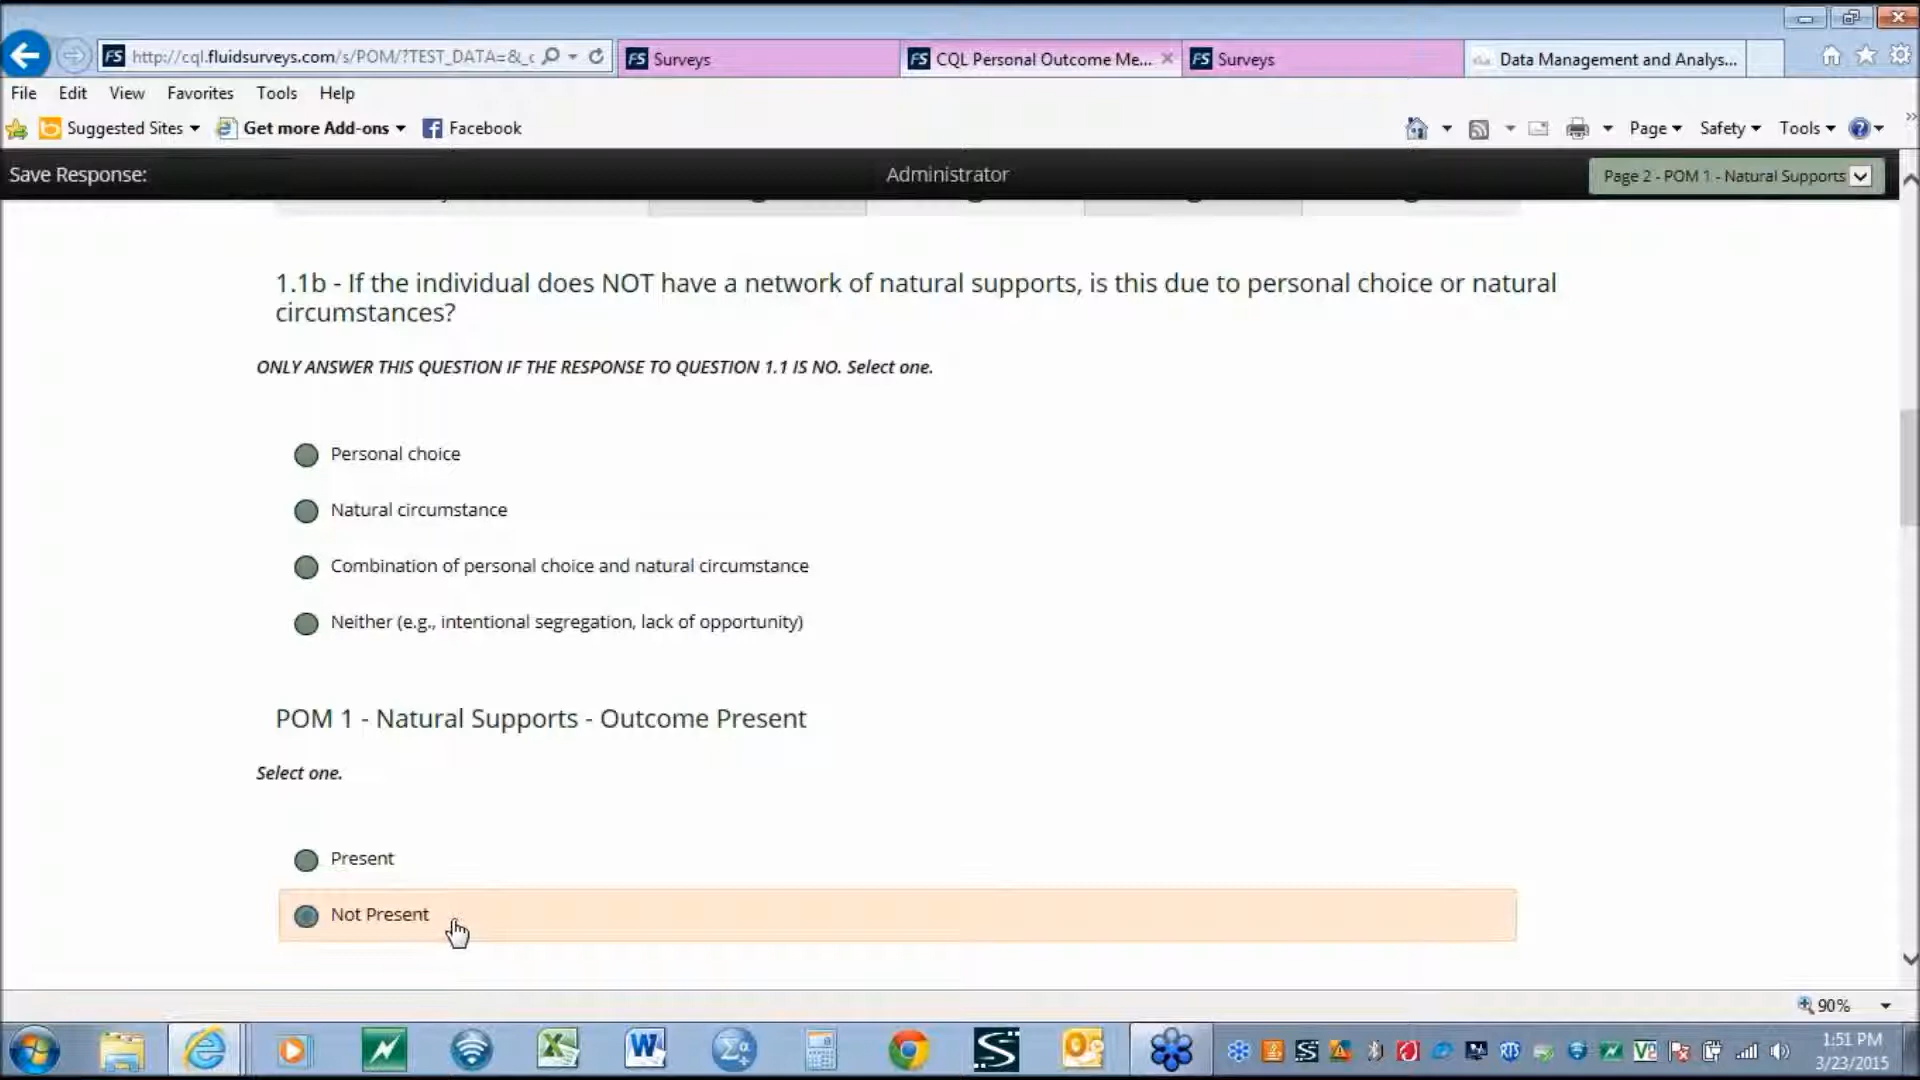 FS http://cql.fluidsurveys.com/s/POM/?TEST_DATA=&_c
FS Surveys
FS CQL Personal Outcome Me...
FS Surveys
Data Management and Analys...
File Edit View Favorites Tools Help
Suggested Sites Get more Add-ons Facebook
Page Safety Tools
Save Response:
Administrator
Page 2 - POM 1 - Natural Supports
1.1b - If the individual does NOT have a network of natural supports, is this due to personal choice or natural
circumstances?
ONLY ANSWER THIS QUESTION IF THE RESPONSE TO QUESTION 1.1 IS NO. Select one.
Personal choice
Natural circumstance
Combination of personal choice and natural circumstance
Neither (e.g., intentional segregation, lack of opportunity)
POM 1 - Natural Supports - Outcome Present
Select one.
Present
Not Present
90%
1:51 PM
3/23/2015